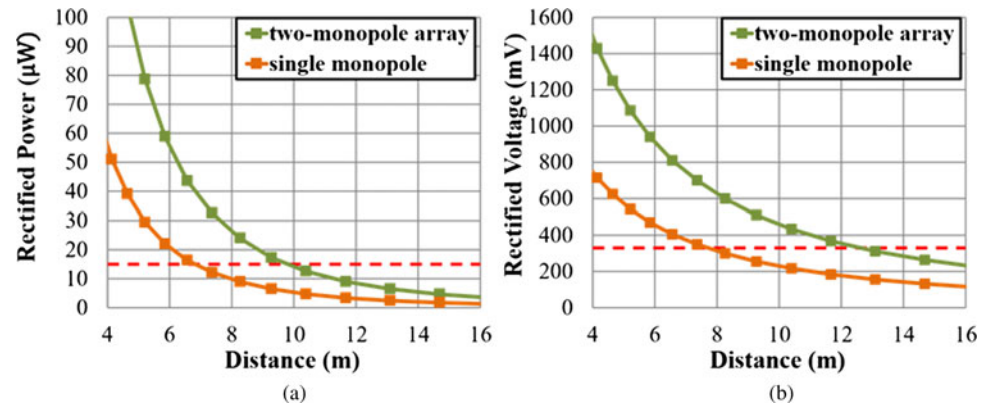 100
90
80
70
60
50
40
30
20
10
0
Rectified Power (µW)
two-monopole array
single monopole
4 6 8 10 12 14 16
Distance (m)
(a)
1600
1400
1200
1000
800
600
400
200
0
Rectified Voltage (mV)
two-monopole array
single monopole
4 6 8 10 12 14 16
Distance (m)
(b)